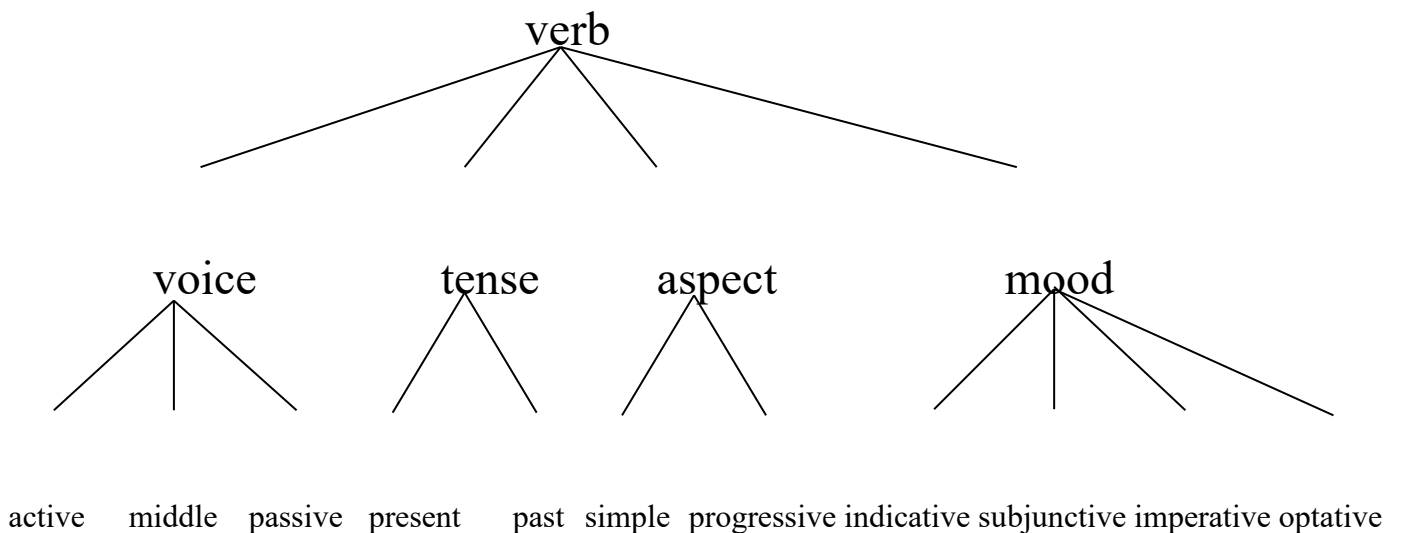 verb
voice tense aspect mood
active middle passive present past simple progressive indicative subjunctive imperative optative